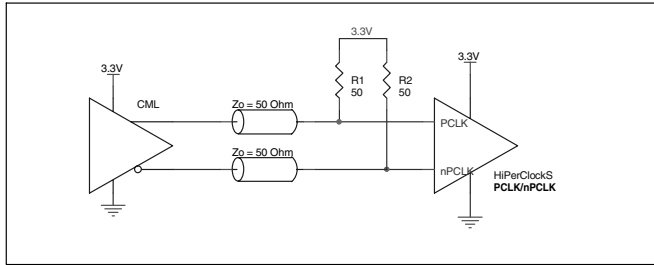 3.3V
3.3V
3.3V
R1
50
R2
50
CML
Zo = 50 Ohm
PCLK
Zo = 50 Ohm
nPCLK
HiPerClockS
PCLK/nPCLK